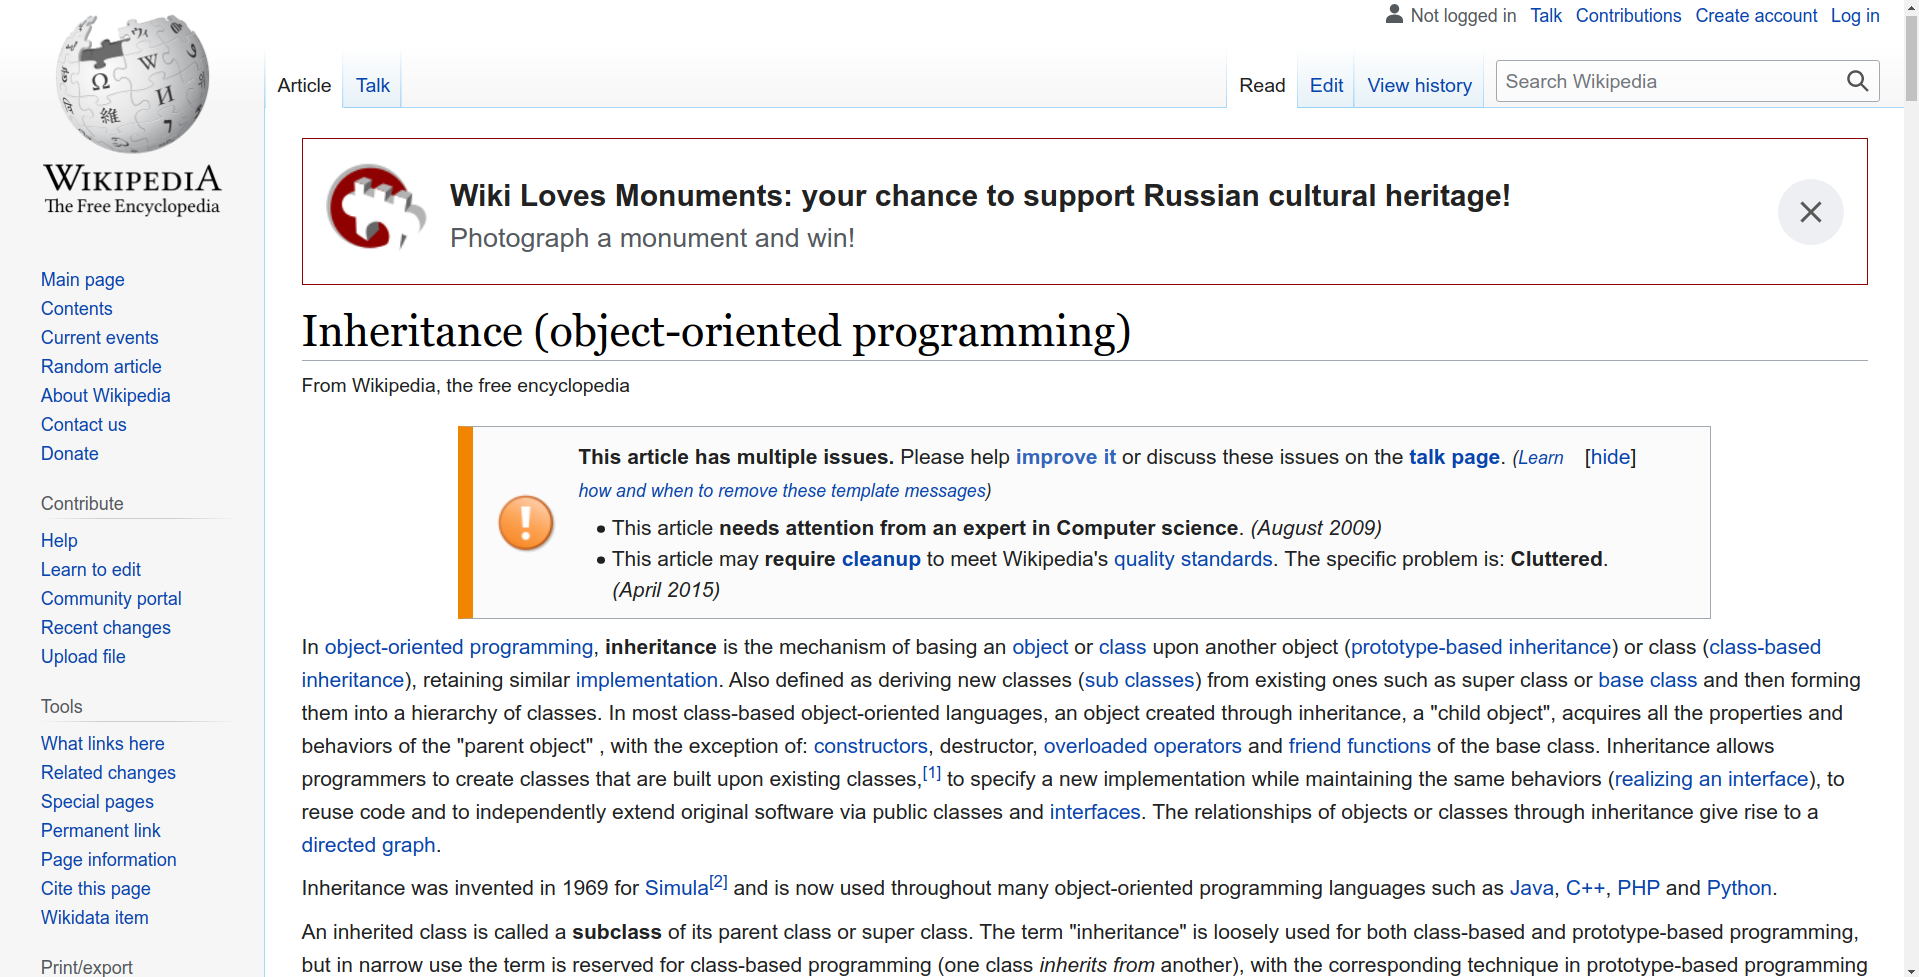 Not logged in Talk Contributions Create account Log in
Article Talk Read Edit View history Search Wikipedia
WIKIPEDIA
The Free Encyclopedia
Main page
Contents
Current events
Random article
About Wikipedia
Contact us
Donate
Contribute
Help
Learn to edit
Community portal
Recent changes
Upload file
Tools
What links here
Related changes
Special pages
Permanent link
Page information
Cite this page
Wikidata item
Print/export
Wiki Loves Monuments: your chance to support Russian cultural heritage!
Photograph a monument and win!
Inheritance (object-oriented programming)
From Wikipedia, the free encyclopedia
This article has multiple issues. Please help improve it or discuss these issues on the talk page. (Learn [hide]
how and when to remove these template messages)
• This article needs attention from an expert in Computer science. (August 2009)
• This article may require cleanup to meet Wikipedia's quality standards. The specific problem is: Cluttered.
(April 2015)
In object-oriented programming, inheritance is the mechanism of basing an object or class upon another object (prototype-based inheritance) or class (class-based
inheritance), retaining similar implementation. Also defined as deriving new classes (sub classes) from existing ones such as super class or base class and then forming
them into a hierarchy of classes. In most class-based object-oriented languages, an object created through inheritance, a "child object", acquires all the properties and
behaviors of the "parent object" , with the exception of: constructors, destructor, overloaded operators and friend functions of the base class. Inheritance allows
programmers to create classes that are built upon existing classes,[1] to specify a new implementation while maintaining the same behaviors (realizing an interface), to
reuse code and to independently extend original software via public classes and interfaces. The relationships of objects or classes through inheritance give rise to a
directed graph.
Inheritance was invented in 1969 for Simula[2] and is now used throughout many object-oriented programming languages such as Java, C++, PHP and Python.
An inherited class is called a subclass of its parent class or super class. The term "inheritance" is loosely used for both class-based and prototype-based programming,
but in narrow use the term is reserved for class-based programming (one class inherits from another), with the corresponding technique in prototype-based programming